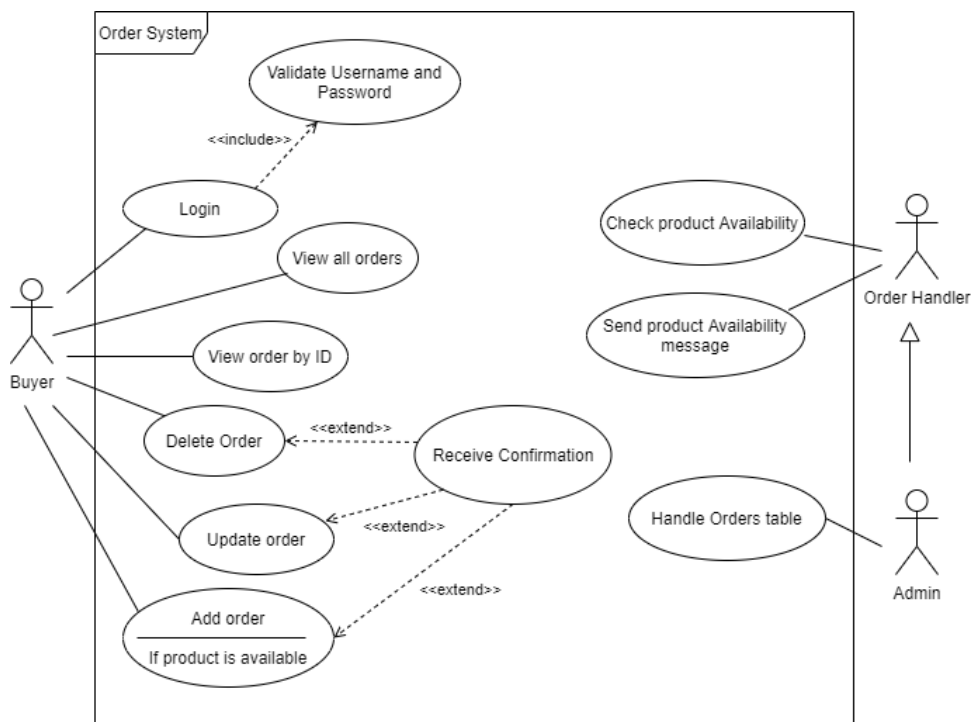 Order System
Validate Username and
Password
<<include>>
Login
Check product Availability
View all orders
Order Handler
Send product Availability
message
View order by ID
Buyer
Delete Order
<<extend>>
Receive Confirmation
Handle Orders table
<<extend>>
Update order
<<extend>>
Admin
Add order
If product is available